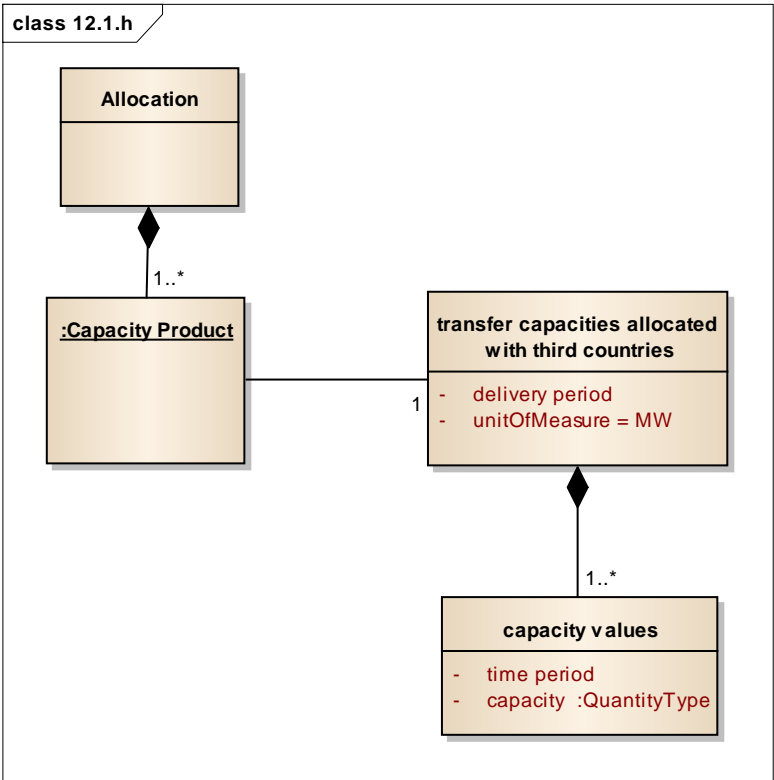 class 12.1.h
Allocation
1..*
:Capacity Product
1
transfer capacities allocated
with third countries
- delivery period
- unitOfMeasure = MW
1..*
capacity values
- time period
- capacity :QuantityType